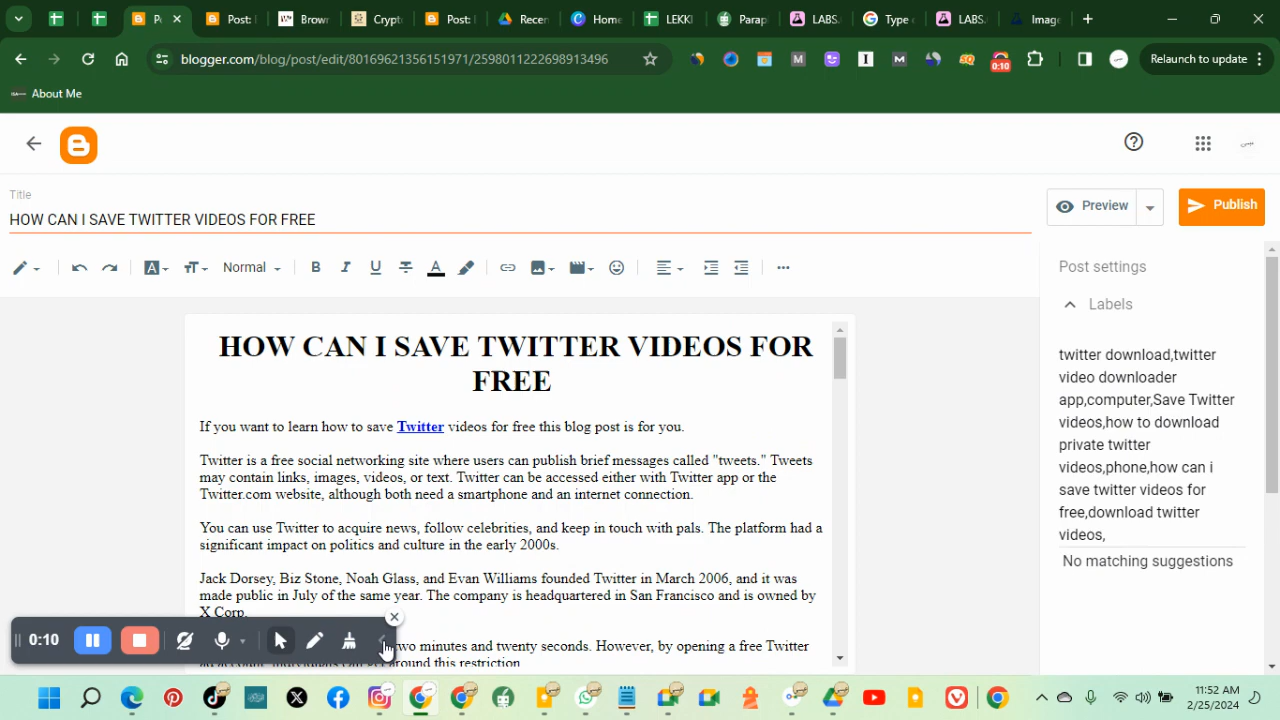 P
Post:
Brow
Crypt
Post:
Recen
Home
LEKKI
Parap
LABS.
Type
LABS.
Image
blogger.com/blog/post/edit/80169621356151971/2598011222698913496
0:10
Relaunch to update
About Me
Title
HOW CAN I SAVE TWITTER VIDEOS FOR FREE
Preview
Publish
Normal
Post settings
Labels
HOW CAN I SAVE TWITTER VIDEOS FOR
FREE
If you want to learn how to save Twitter videos for free this blog post is for you.
Twitter is a free social networking site where users can publish brief messages called "tweets." Tweets
may contain links, images, videos, or text. Twitter can be accessed either with Twitter app or the
Twitter.com website, although both need a smartphone and an internet connection.
You can use Twitter to acquire news, follow celebrities, and keep in touch with pals. The platform had a
significant impact on politics and culture in the early 2000s.
Jack Dorsey, Biz Stone, Noah Glass, and Evan Williams founded Twitter in March 2006, and it was
made public in July of the same year. The company is headquartered in San Francisco and is owned by
X Corp.
two minutes and twenty seconds. However, by opening a free Twitter
around this restriction
twitter download,twitter
video downloader
app,computer,Save Twitter
videos,how to download
private twitter
videos,phone,how can i
save twitter videos for
free,download twitter
videos,
No matching suggestions
0:10
11:52 AM
2/25/2024